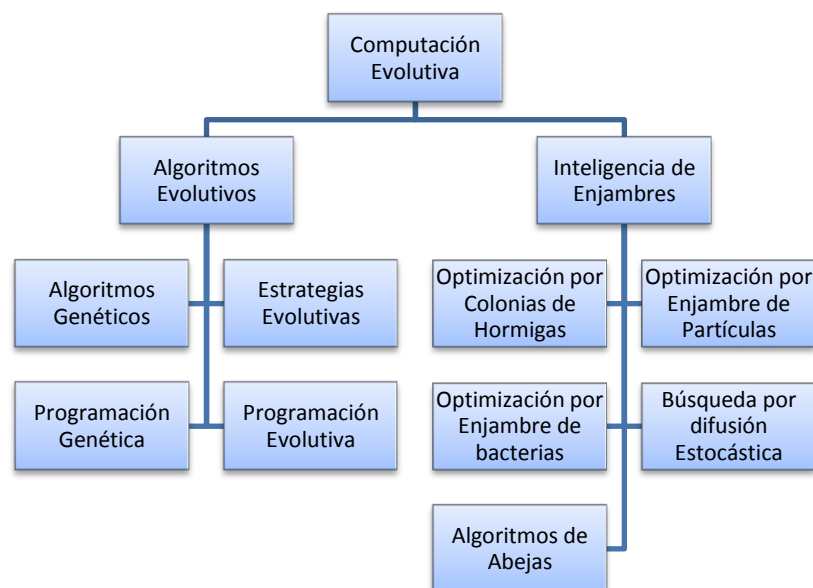 Computación
Evolutiva
Algoritmos
Evolutivos
Inteligencia de
Enjambres
Algoritmos
Genéticos
Estrategias
Evolutivas
Optimización por
Colonias de
Hormigas
Optimización por
Enjambre de
Partículas
Programación
Genética
Programación
Evolutiva
Optimización por
Enjambre de
bacterias
Búsqueda por
difusión
Estocástica
Algoritmos de
Abejas